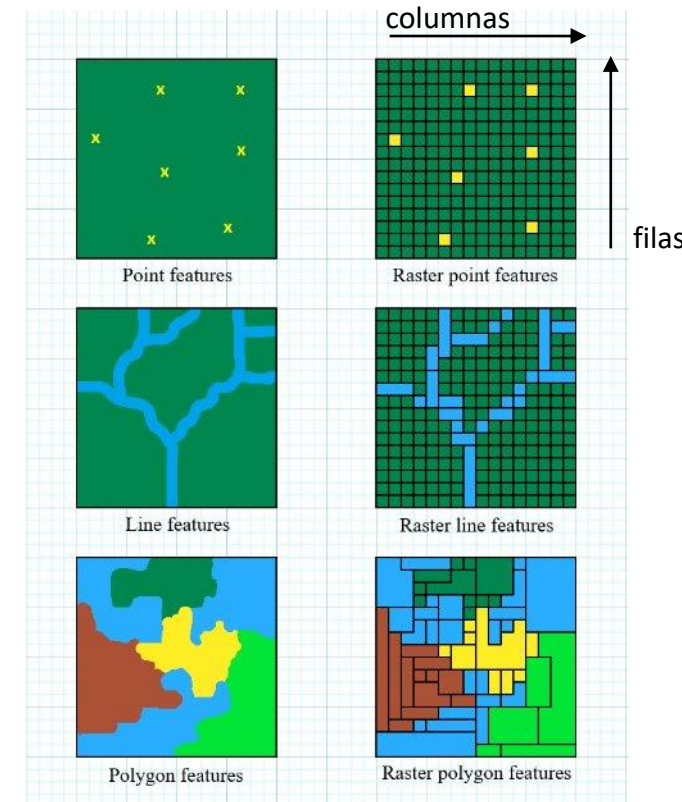 columnas
filas
Point features
Raster point features
Line features
Raster line features
Polygon features
Raster polygon features